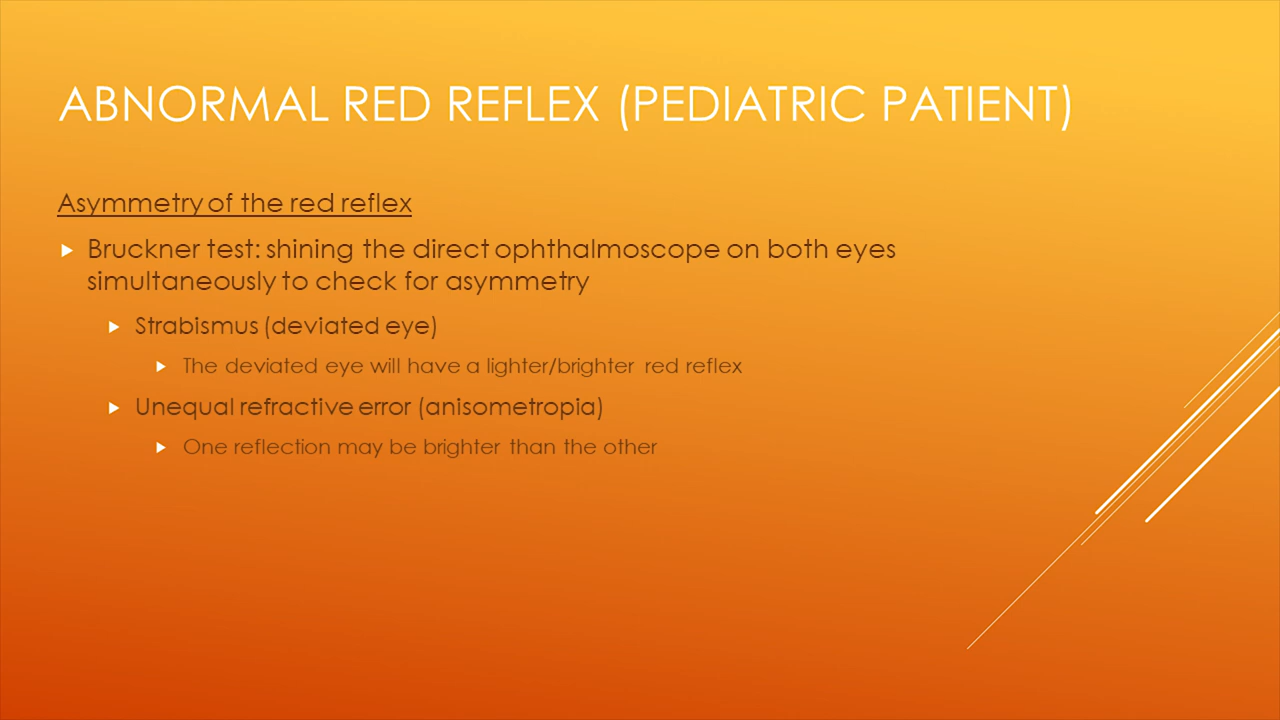 ABNORMAL RED REFLEX (PEDIATRIC PATIENT)
Asymmetry of the red reflex
Bruckner test: shining the direct ophthalmoscope on both eyes
simultaneously to check for asymmetry
Strabismus (deviated eye)
The deviated eye will have a lighter/brighter red reflex
Unequal refractive error (anisometropia)
One reflection may be brighter than the other